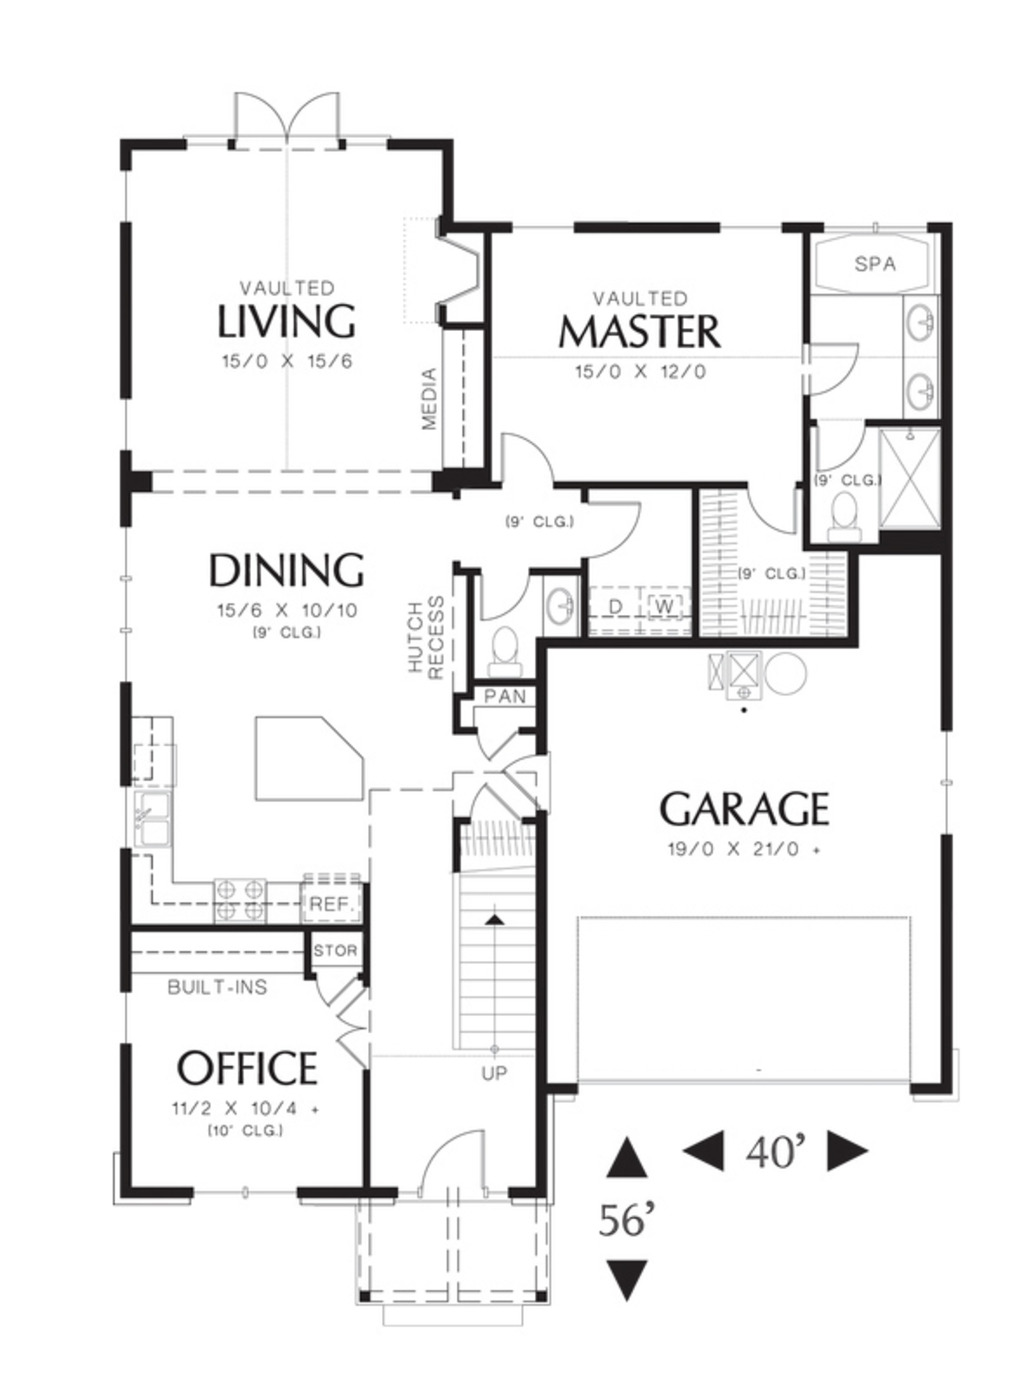 VAULTED
LIVING
15/0 X 15/6
MEDIA
VAULTED
MASTER
15/0 X 12/0
SPA
(9' CLG.)
(9' CLG.)
(9' CLG.)
DINING
15/6 X 10/10
(9' CLG.)
HUTCH
RECESS
D
W
PAN
GARAGE
19/0 X 21/0 +
REF.
STOR
BUILT-INS
OFFICE
11/2 X 10/4 +
(10' CLG.)
UP
40'
56'